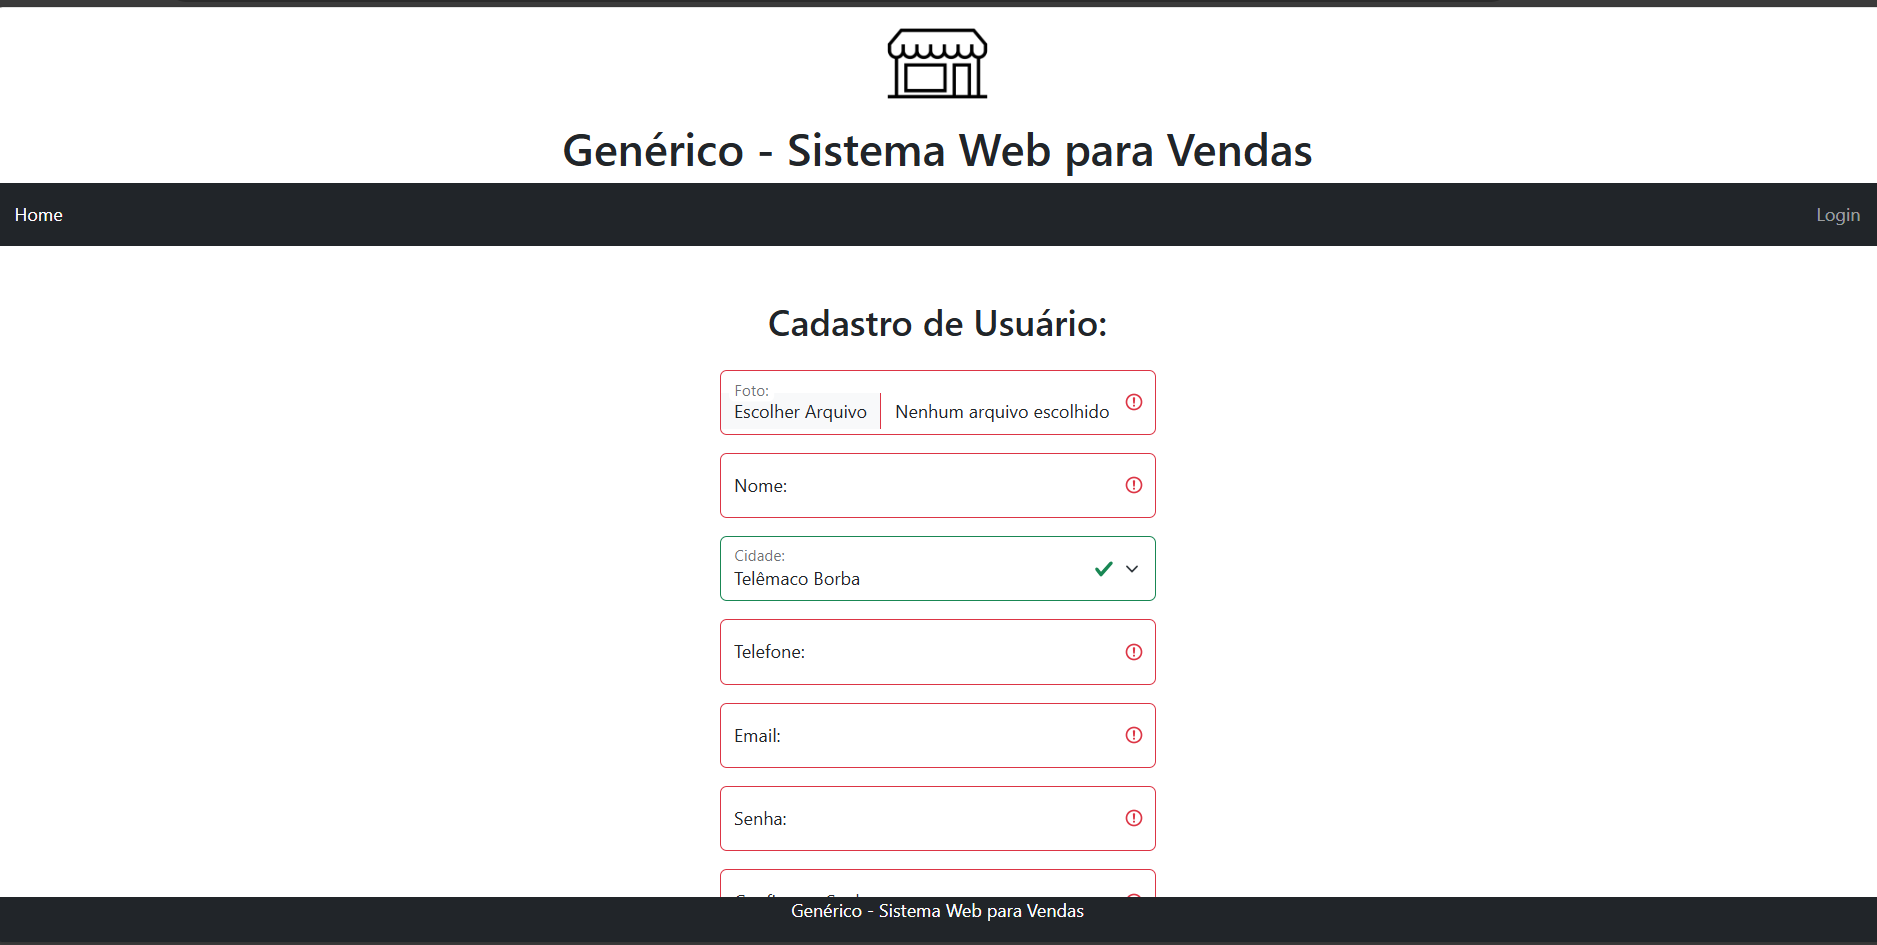 Genérico - Sistema Web para Vendas
Home Login
Cadastro de Usuário:
Foto:
Escolher Arquivo Nenhum arquivo escolhido
Nome:
Cidade:
Telêmaco Borba
Telefone:
Email:
Senha:
Genérico - Sistema Web para Vendas